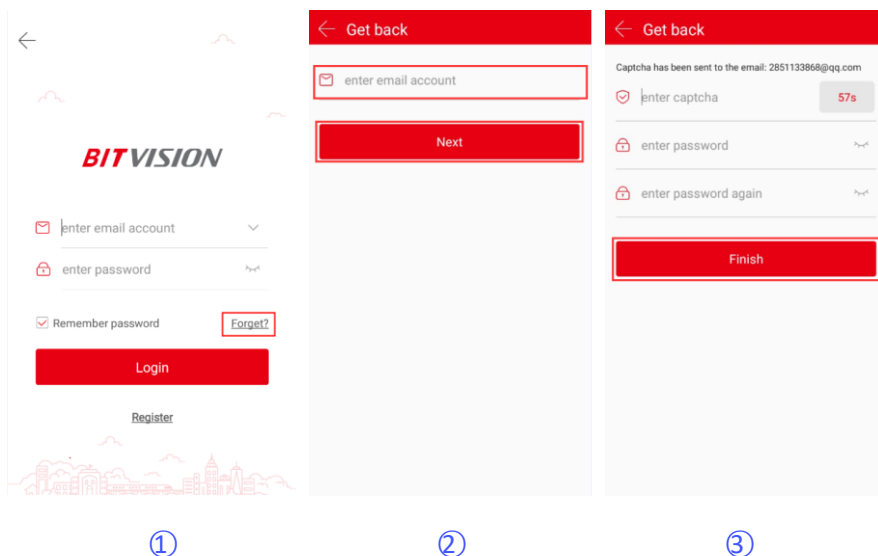 BITVISION
enter email account
enter password
Remember password Forget?
Login
Register
①
Get back
enter email account
Next
②
Get back
Captcha has been sent to the email: 2851133868@qq.com
enter captcha 57s
enter password
enter password again
Finish
③